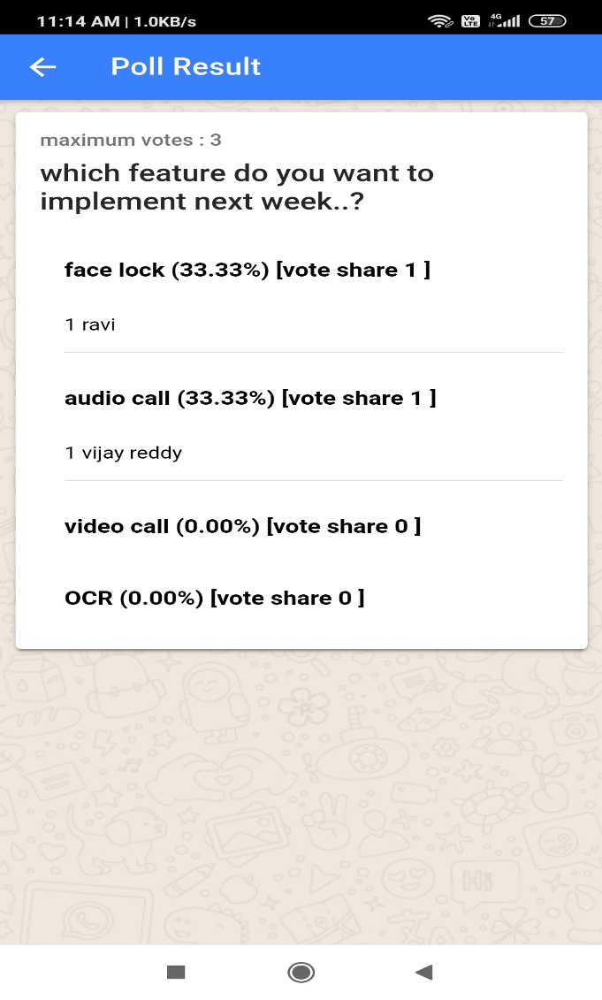 11:14 AM | 1.0KB/s
Vo LTE 4G 57
Poll Result
maximum votes : 3
which feature do you want to
implement next week..?
face lock (33.33%) [vote share 1 ]
1 ravi
audio call (33.33%) [vote share 1 ]
1 vijay reddy
video call (0.00%) [vote share 0 ]
OCR (0.00%) [vote share 0 ]
Hi